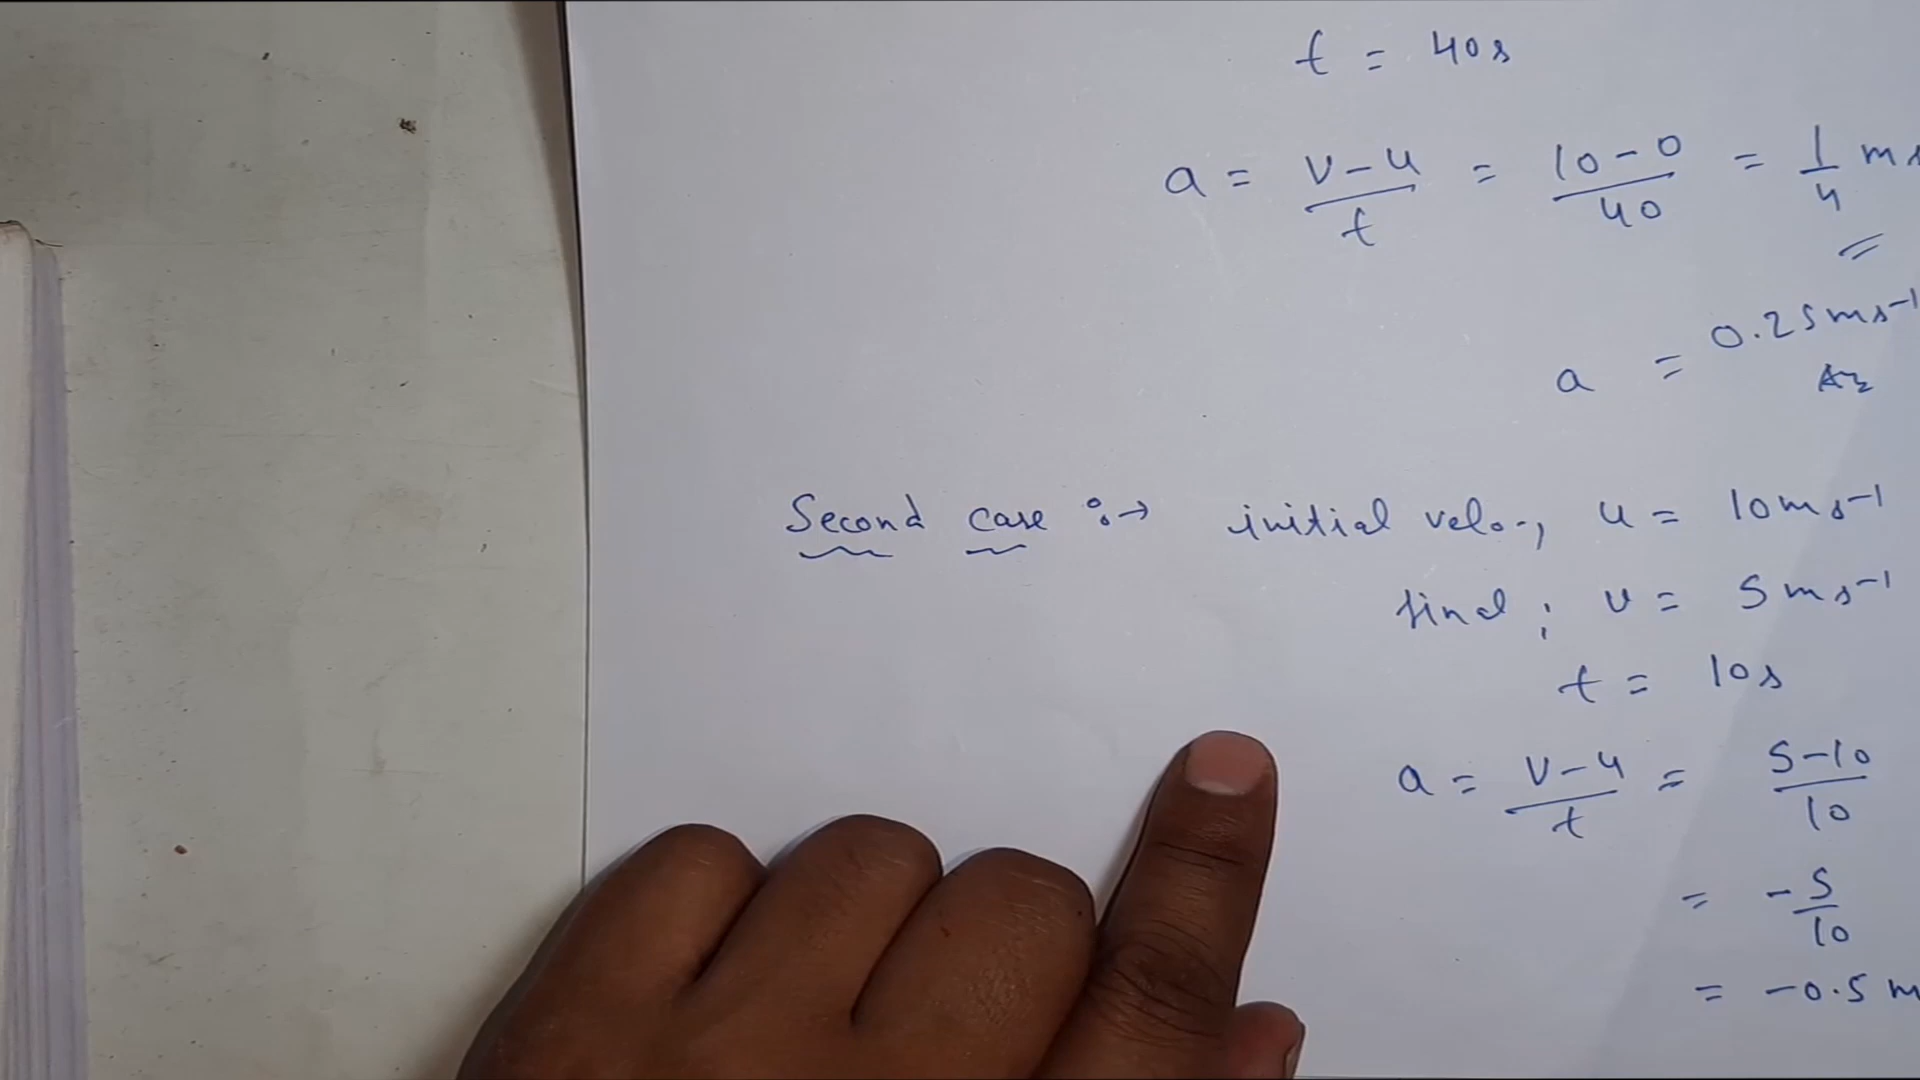 t = 40s
a = v-u/t = 10-0/40 = 1/4 ms
=
a = 0.25ms⁻¹
Second case :→ initial velo-, u = 10ms⁻¹
final ; v = 5ms⁻¹
t = 10s
a = v-u/t = 5-10/10
= -5/10
= -0.5 m